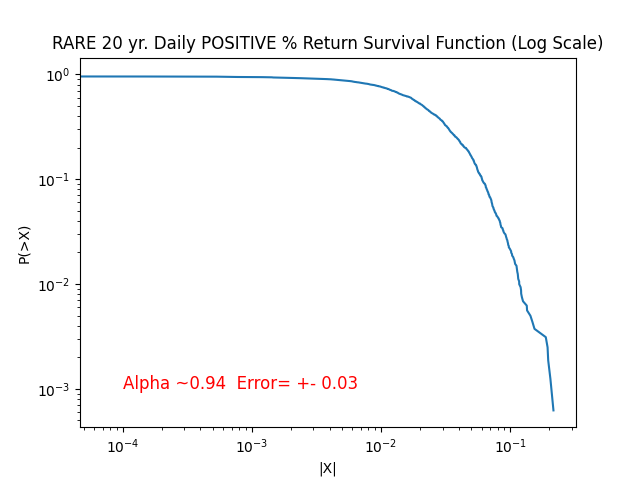 RARE 20 yr. Daily POSITIVE % Return Survival Function (Log Scale)
10⁰
10⁻¹
10⁻²
10⁻³
P(>X)
Alpha ~0.94  Error= +- 0.03
10⁻⁴ 10⁻³ 10⁻² 10⁻¹
|X|